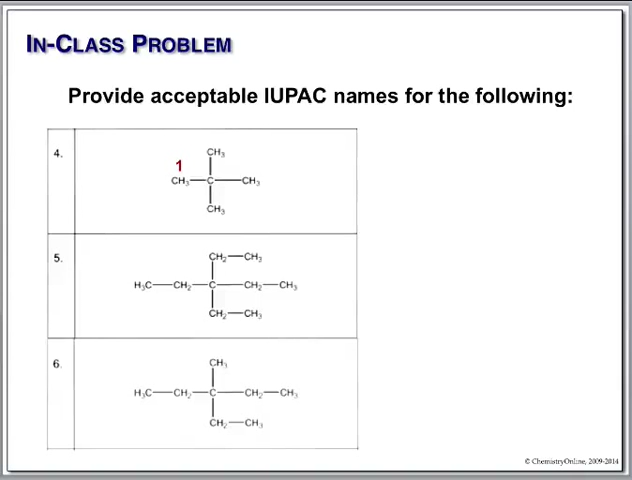 IN-CLASS PROBLEM
Provide acceptable IUPAC names for the following:
4.
CH₃
1
CH₃—C—CH₃
CH₃
5.
CH₂—CH₃
H₃C—CH₂—C—CH₂—CH₃
CH₂—CH₃
6.
CH₃
H₃C—CH₂—C—CH₂—CH₃
CH₂—CH₃
© ChemistryOnline, 2009-2014